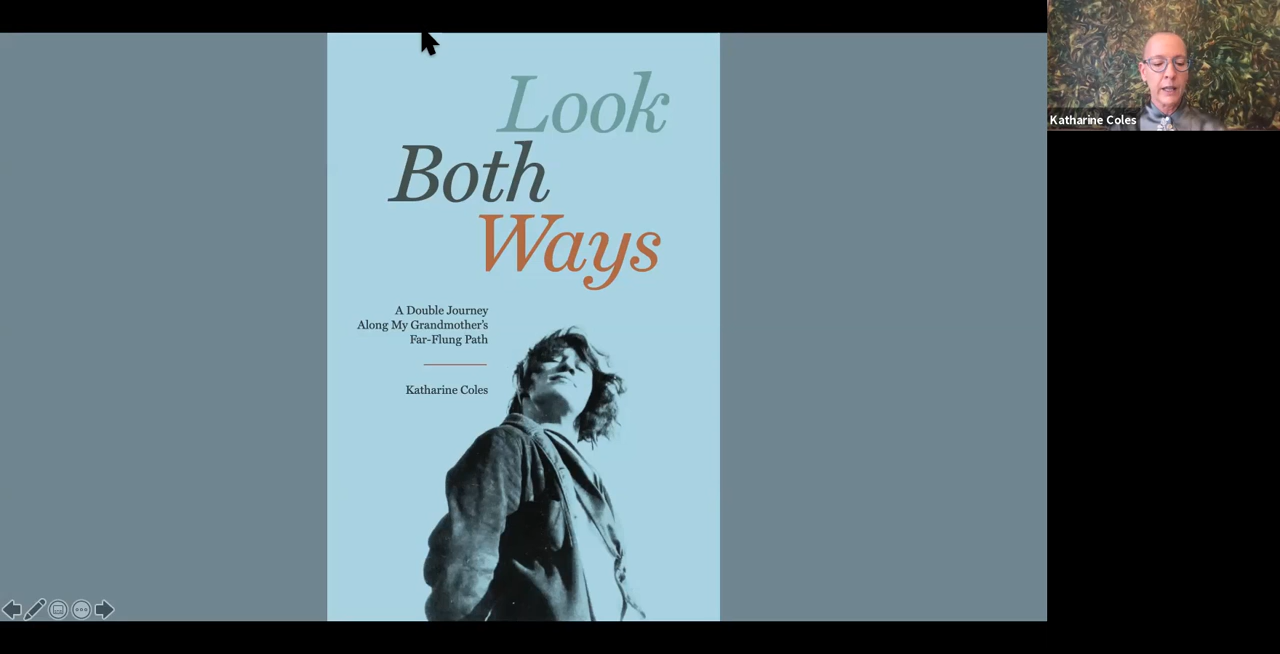 Look
Both
Ways
A Double Journey
Along My Grandmother's
Far-Flung Path
Katharine Coles
Katharine Coles